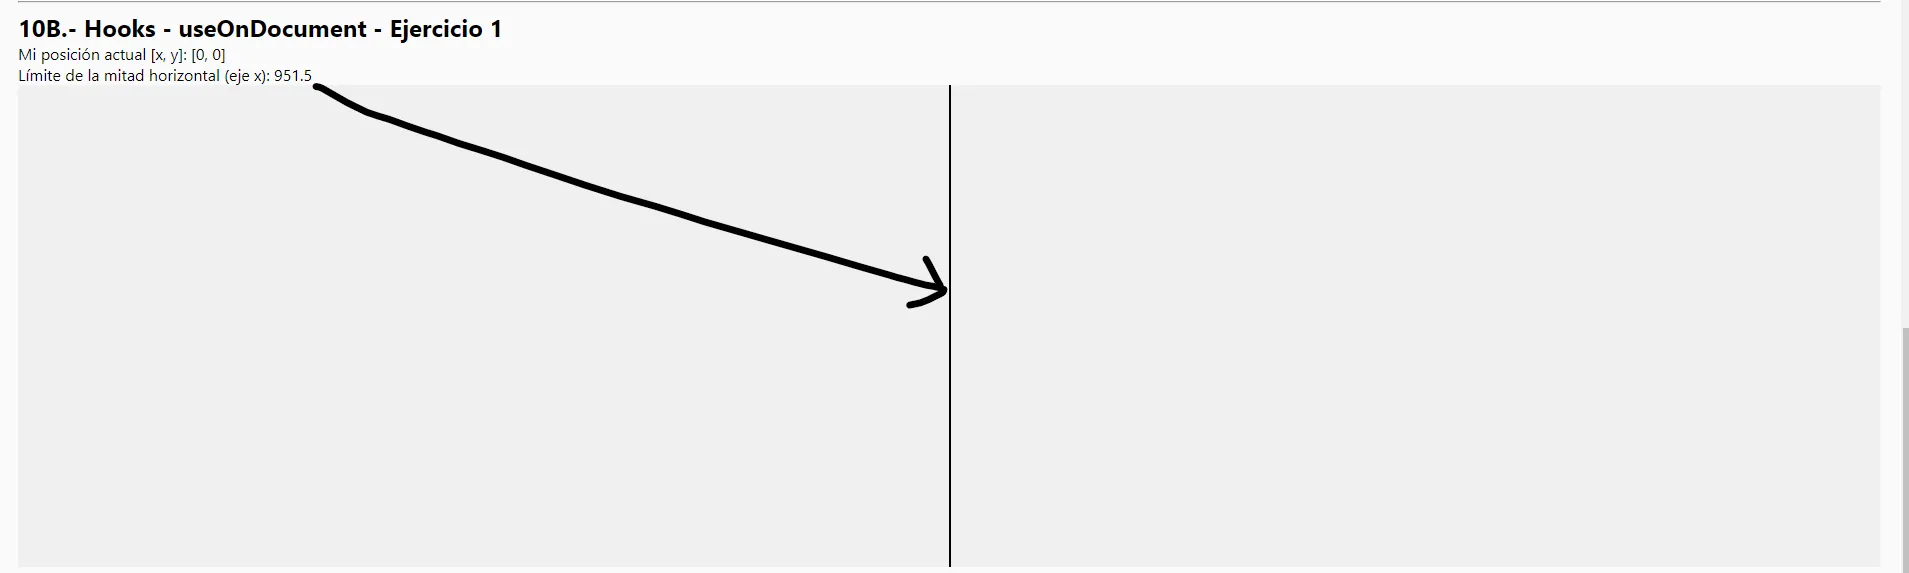 10B.- Hooks - useOnDocument - Ejercicio 1
Mi posición actual [x, y]: [0, 0]
Límite de la mitad horizontal (eje x): 951.5